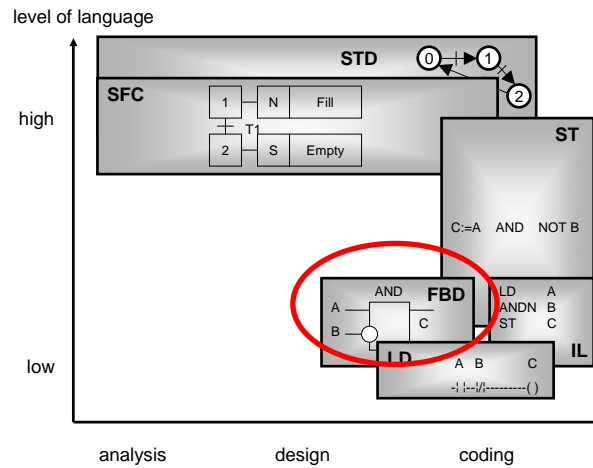 level of language
STD
0
1
2
SFC
1 N Fill
T1
2 S Empty
high
ST
C:=A AND NOT B
AND FBD
A
B C
LD A
ANDN B
ST C
IL
LD
A B C
-¦ ¦--¦/¦---------( )
low
analysis design coding